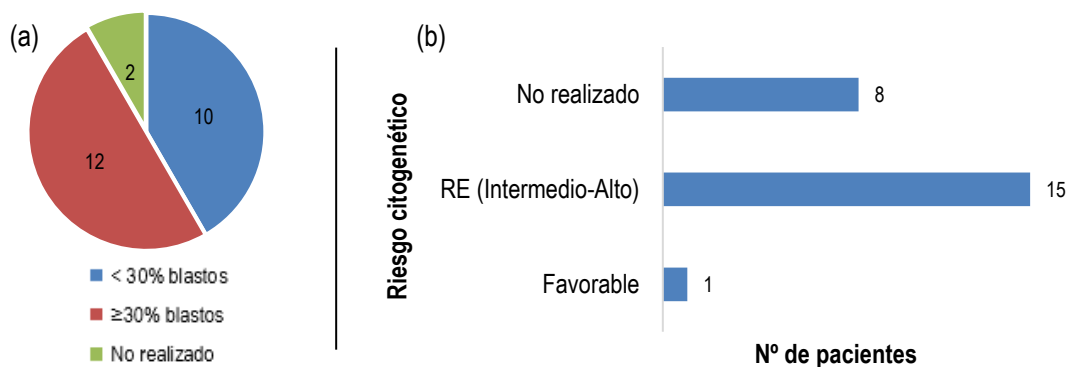 (a)
2
10
12
< 30% blastos
≥30% blastos
No realizado
(b)
Riesgo citogenético
No realizado
8
RE (Intermedio-Alto)
15
Favorable
1
Nº de pacientes